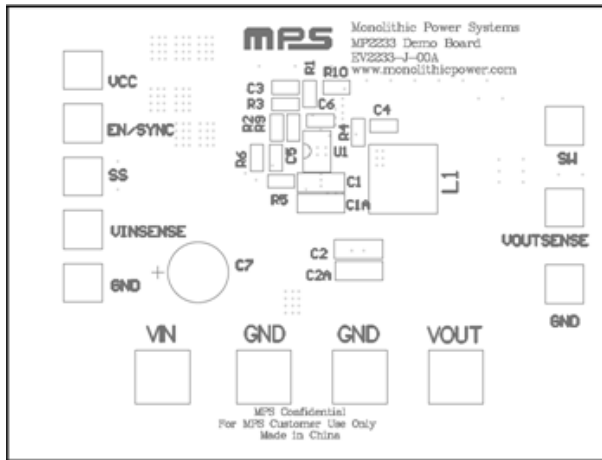 MPS
Monolithic Power Systems
MP2233 Demo Board
EV2233-J-00A
www.monolithicpower.com
VCC
EN/SYNC
SS
VINSENSE
GND
C3
R1
R10
R3
C6
C4
R2
R9
R4
U1
R6
C5
R5
C1
C1A
L1
SW
VOUTSENSE
GND
C2
C2A
C7
+
VIN
GND
GND
VOUT
MPS Confidential
For MPS Customer Use Only
Made in China